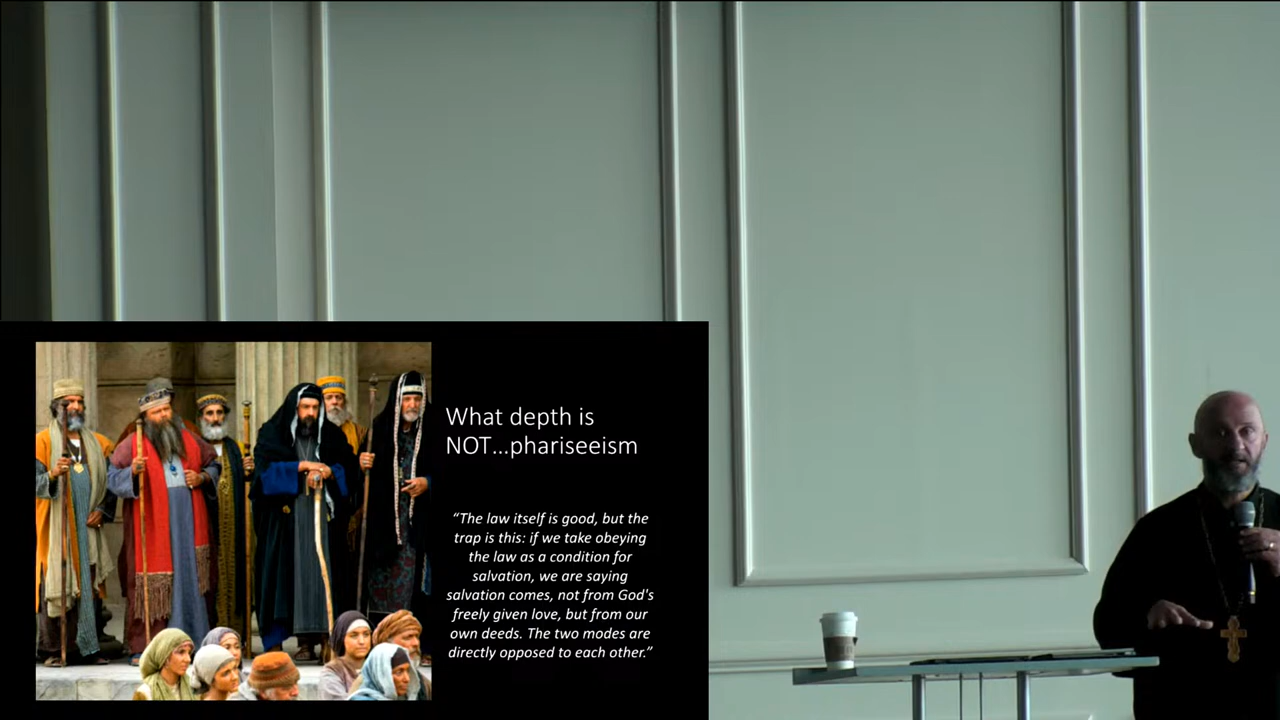 What depth is
NOT...phariseeism
“The law itself is good, but the
trap is this: if we take obeying
the law as a condition for
salvation, we are saying
salvation comes, not from God's
freely given love, but from our
own deeds. The two modes are
directly opposed to each other.”